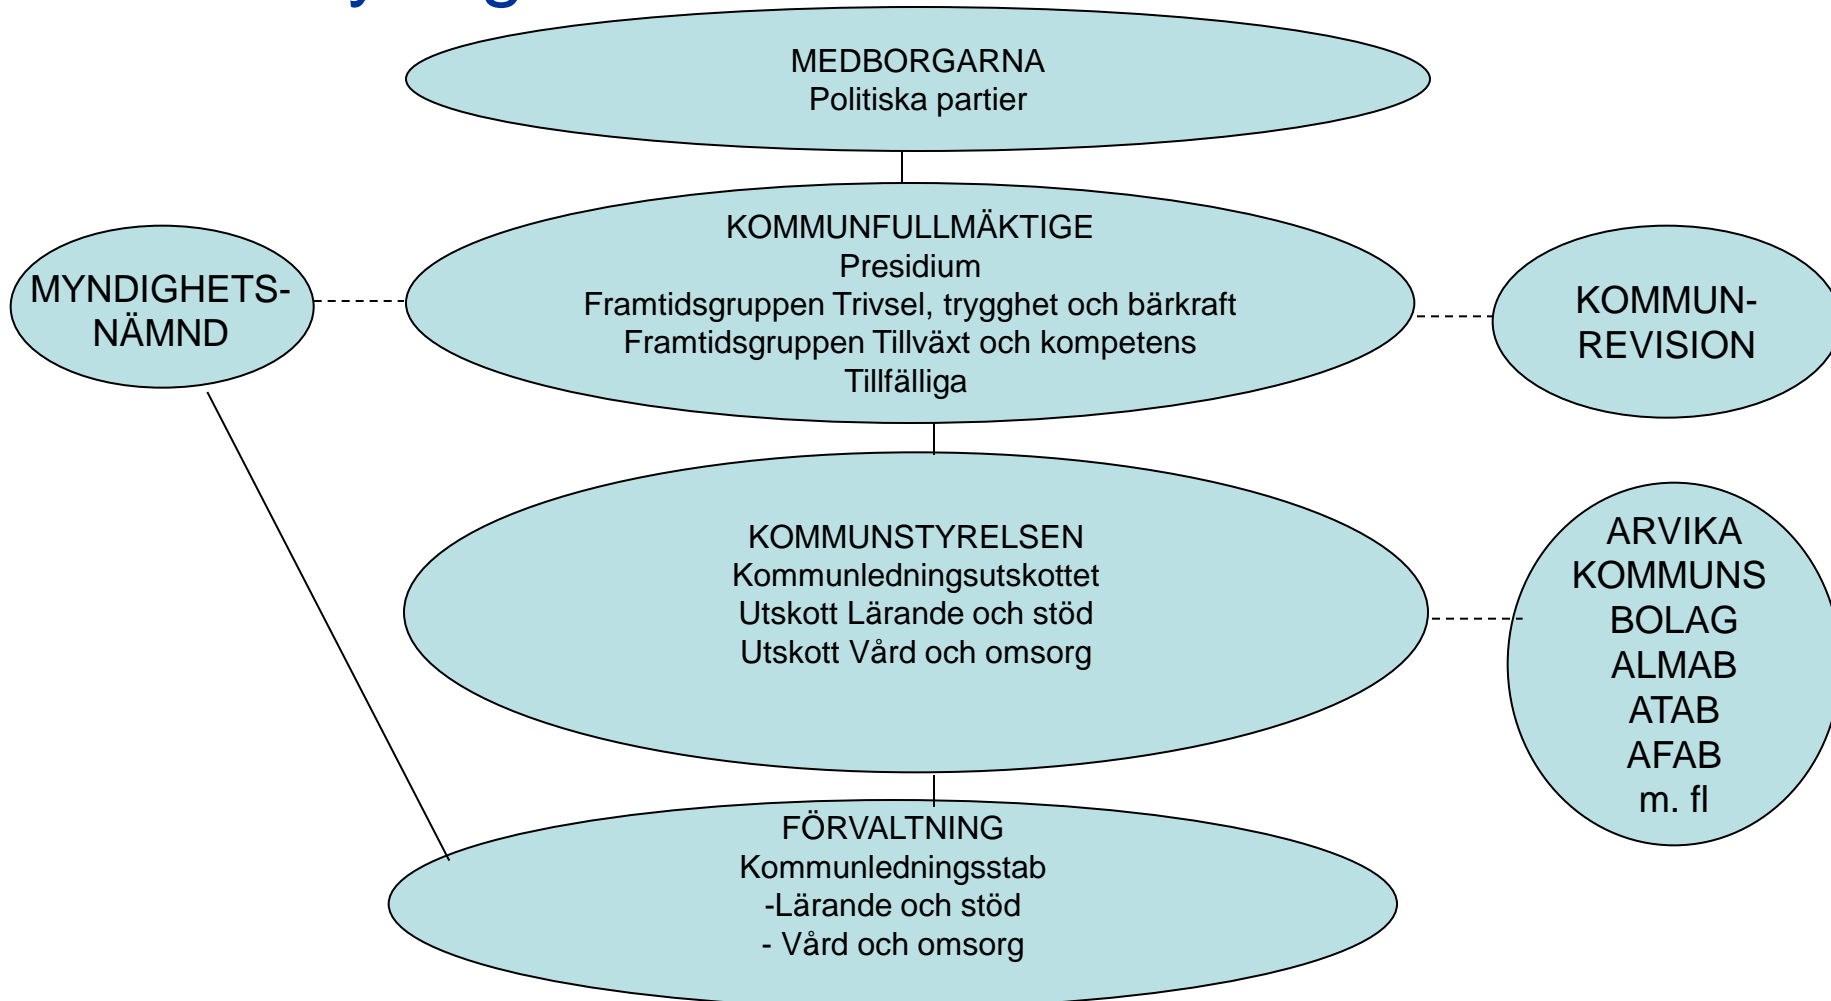 MEDBORGARNA
Politiska partier
KOMMUNFULLMÄKTIGE
Presidium
Framtidsgruppen Trivsel, trygghet och bärkraft
Framtidsgruppen Tillväxt och kompetens
Tillfälliga
MYNDIGHETS-
NÄMND
KOMMUN-
REVISION
KOMMUNSTYRELSEN
Kommunledningsutskottet
Utskott Lärande och stöd
Utskott Vård och omsorg
ARVIKA
KOMMUNS
BOLAG
ALMAB
ATAB
AFAB
m. fl
FÖRVALTNING
Kommunledningsstab
-Lärande och stöd
- Vård och omsorg